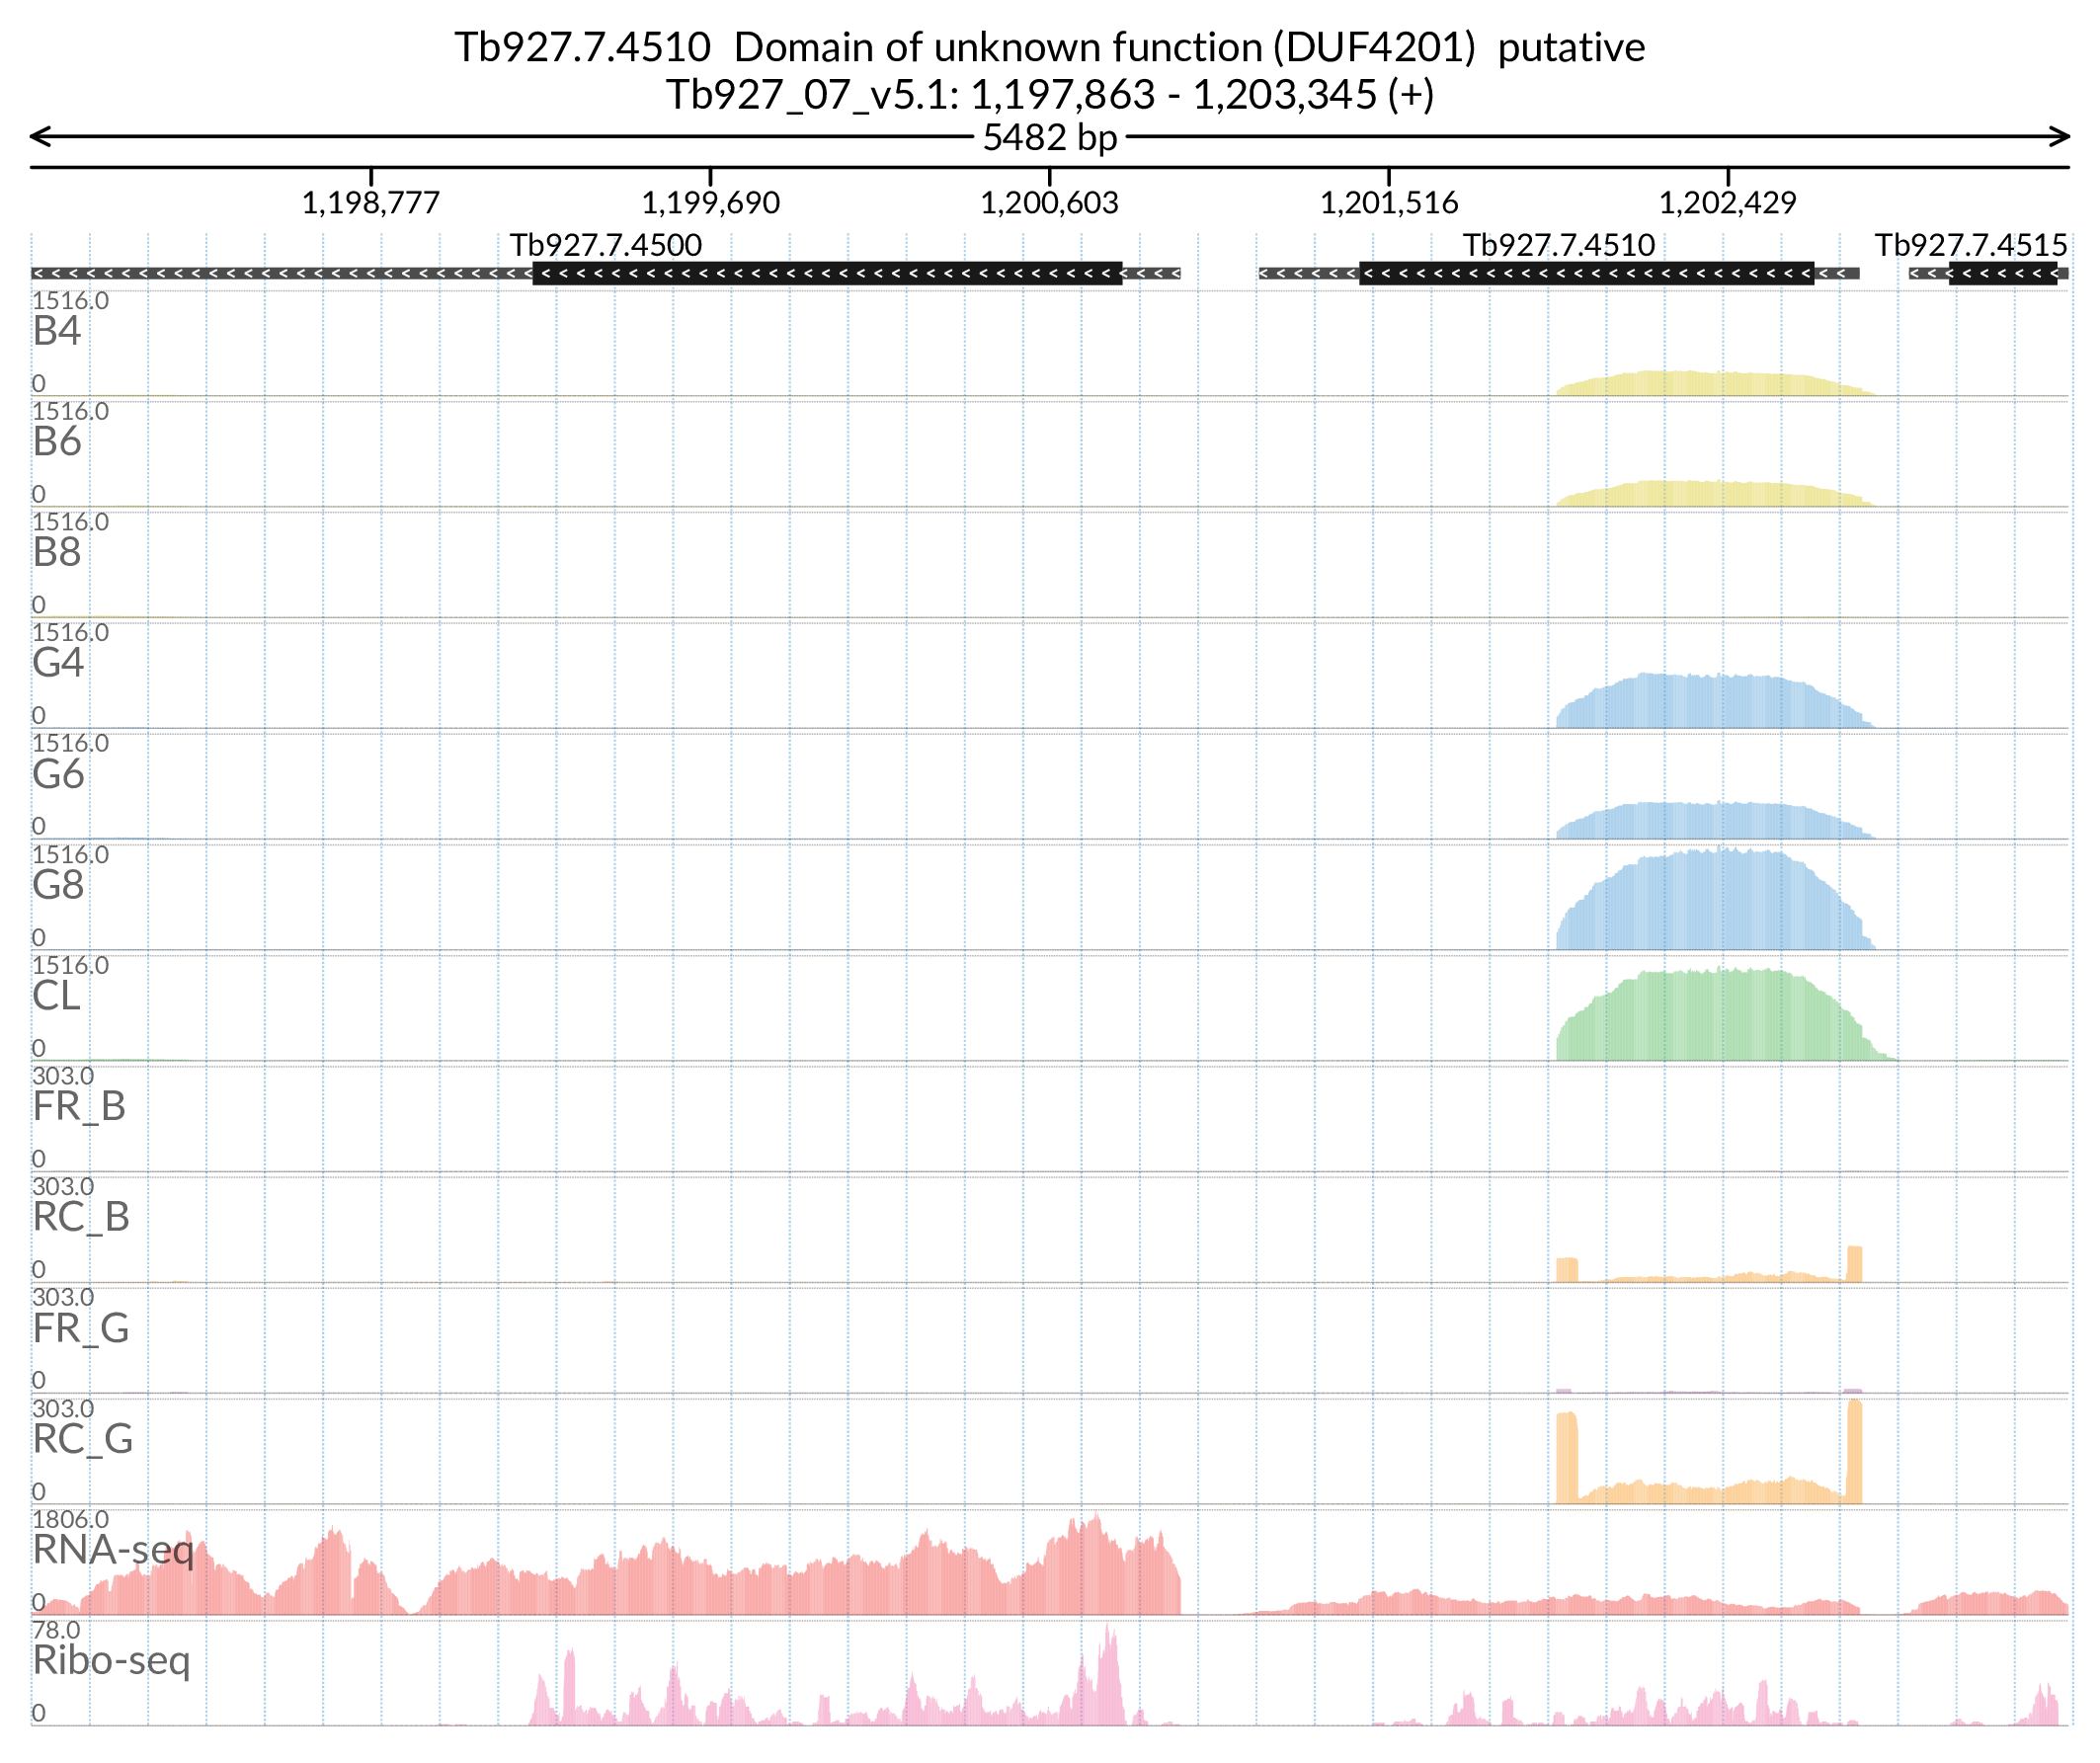 Tb927.7.4510 Domain of unknown function (DUF4201) putative
Tb927_07_v5.1: 1,197,863 - 1,203,345 (+)
5482 bp
1,198,777 1,199,690 1,200,603 1,201,516 1,202,429
Tb927.7.4500 Tb927.7.4510 Tb927.7.4515
1516.0
B4
0
1516.0
B6
0
1516.0
B8
0
1516.0
G4
0
1516.0
G6
0
1516.0
G8
0
1516.0
CL
0
303.0
FR_B
0
303.0
RC_B
0
303.0
FR_G
0
303.0
RC_G
0
1806.0
RNA-seq
0
78.0
Ribo-seq
0